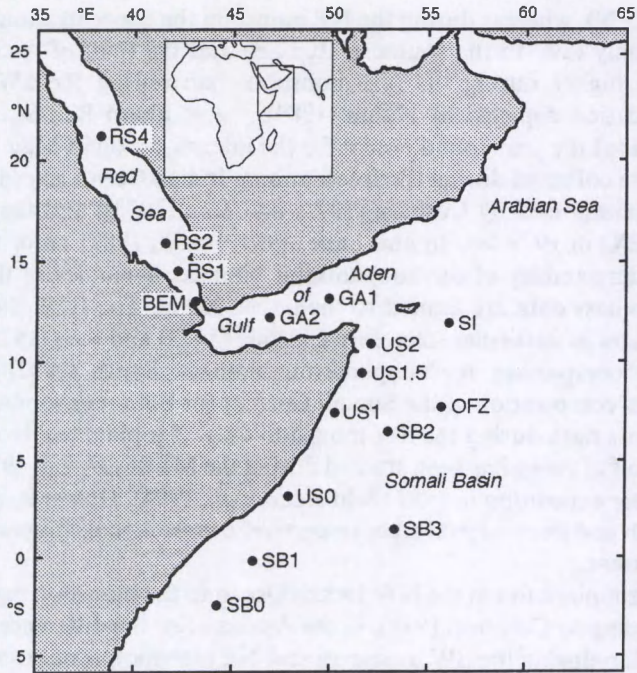 35 40 45 50 55 60 65
25
°N
RS4
20
Red
Sea
Arabian Sea
RS2
RS1
15
Aden
of
GA1
BEM
Gulf
GA2
SI
US2
10
US1.5
OFZ
US1
SB2
5
Somali Basin
US0
SB3
0
SB1
SB0
°S
5